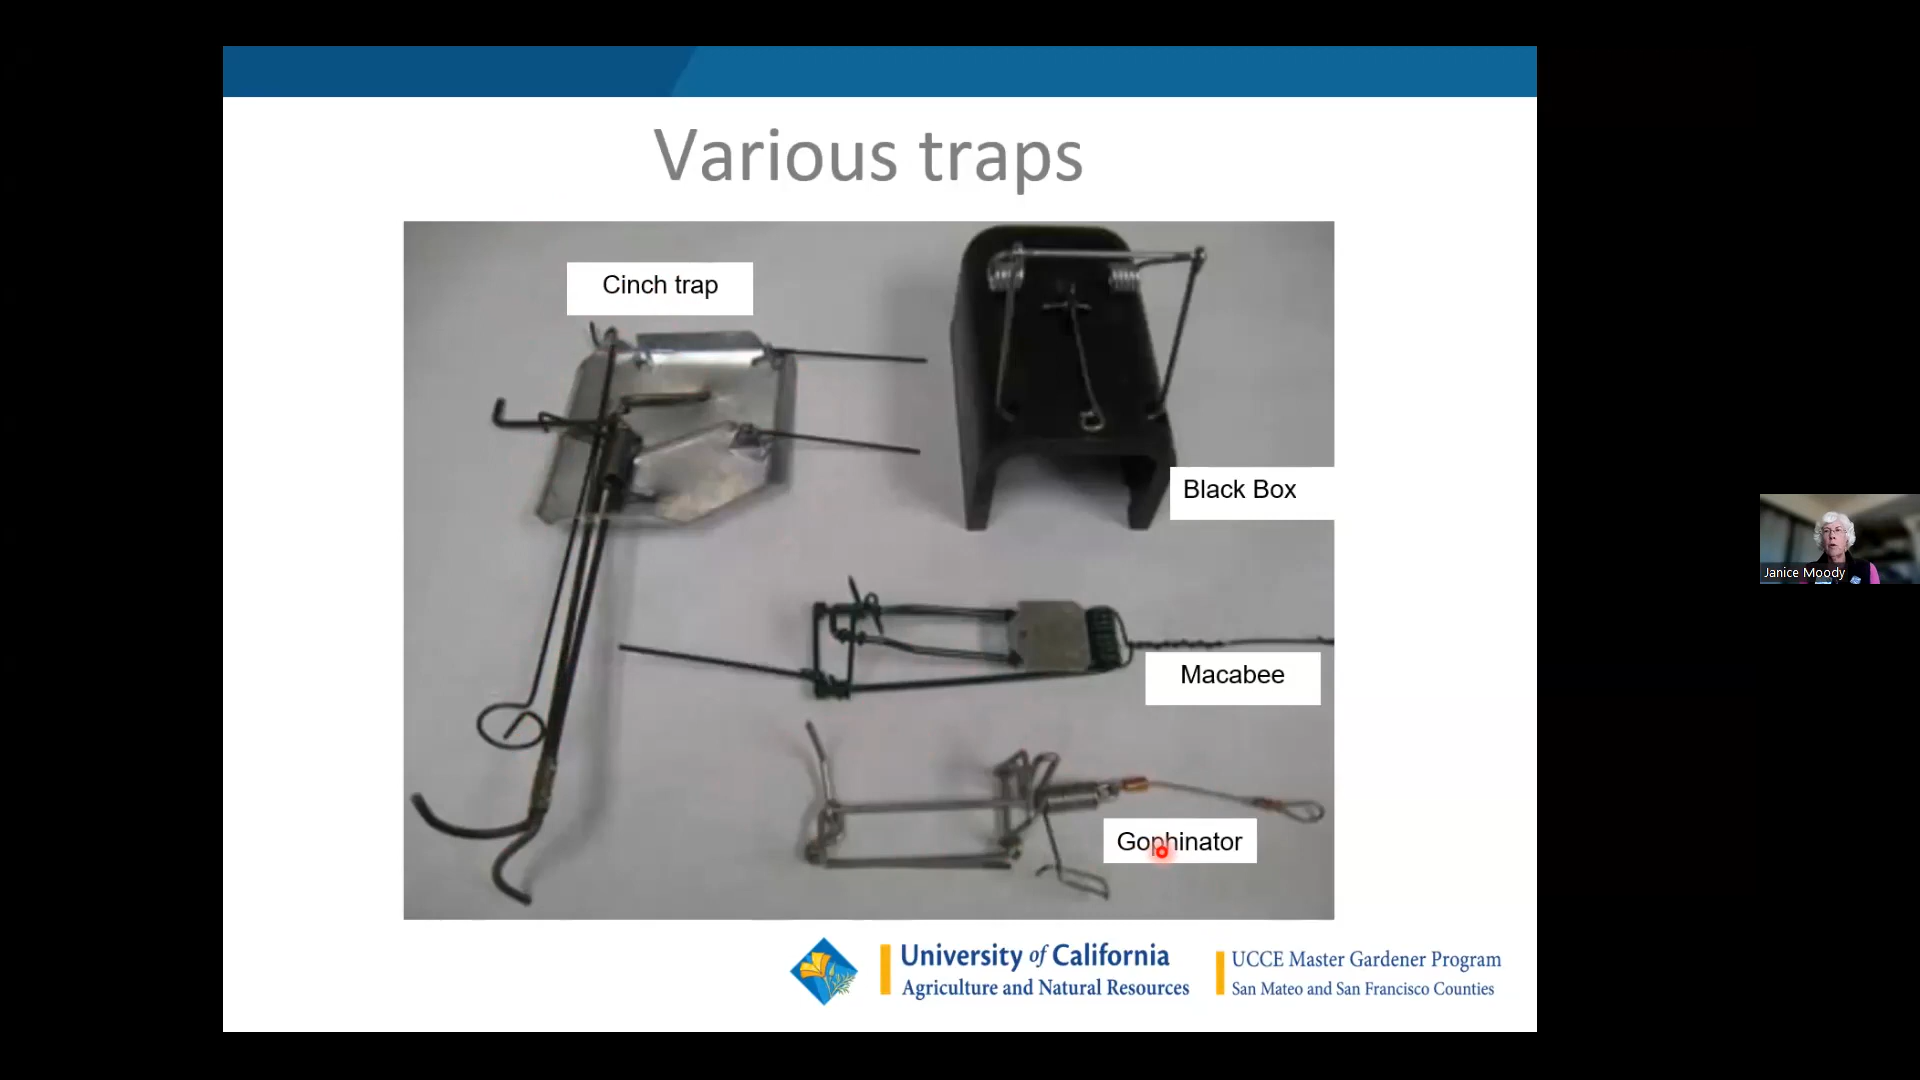 Various traps
Cinch trap
Black Box
Macabee
Gophinator
University of California
Agriculture and Natural Resources
UCCE Master Gardener Program
San Mateo and San Francisco Counties
Janice Moody